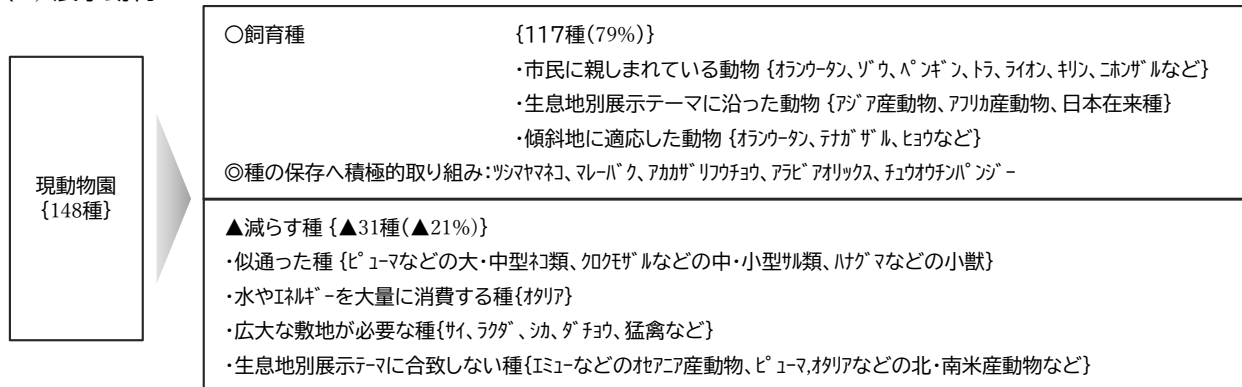 現動物園
{148種}
○飼育種 {117種(79%)}
・市民に親しまれている動物 {ｵﾗﾝｳｰﾀﾝ、ｿﾞｳ、ﾍﾟﾝｷﾞﾝ、ﾄﾗ、ﾗｲｵﾝ、ｷﾘﾝ、ﾆﾎﾝｻﾞﾙなど}
・生息地別展示テーマに沿った動物 {ｱｼﾞｱ産動物、ｱﾌﾘｶ産動物、日本在来種}
・傾斜地に適応した動物 {ｵﾗﾝｳｰﾀﾝ、ﾃﾅｶﾞｻﾞﾙ、ﾋｮｳなど}
◎種の保存へ積極的取り組み：ﾂｼﾏﾔﾏﾈｺ、ﾏﾚｰﾊﾞｸ、ｱｶｶｻﾞﾘﾌｳﾁｮｳ、ｱﾗﾋﾞｱｵﾘｯｸｽ、ﾁｭｳｵｳﾁﾝﾊﾟﾝｼﾞｰ
▲減らす種 {▲31種(▲21%)}
・似通った種 {ﾋﾟｭｰﾏなどの大・中型ﾈｺ類、ｸﾛｸﾓｻﾞﾙなどの中・小型ｻﾙ類、ﾊﾅｸﾞﾏなどの小獣}
・水やｴﾈﾙｷﾞｰを大量に消費する種{ｵﾀﾘｱ}
・広大な敷地が必要な種{ｻｲ、ﾗｸﾀﾞ、ｼｶ、ﾀﾞﾁｮｳ、猛禽など}
・生息地別展示ﾃｰﾏに合致しない種{ｴﾐｭｰなどのｵｾｱﾆｱ産動物、ﾋﾟｭｰﾏ,ｵﾀﾘｱなどの北・南米産動物など}